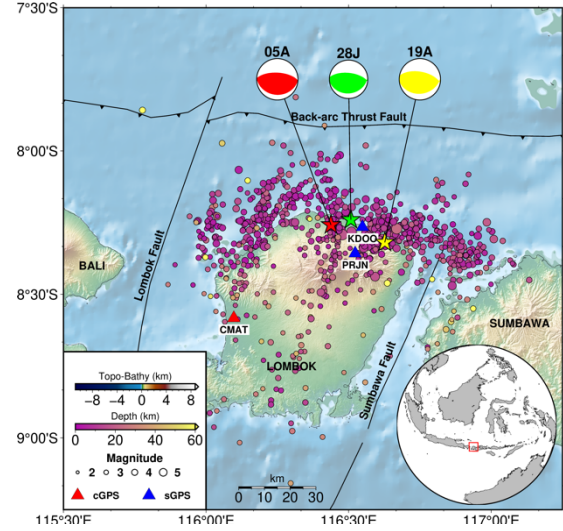 7°30'S
05A
28J
19A
Back-arc Thrust Fault
8°00'S
Lombok Fault
KDOO
PRJN
BALI
8°30'S
CMAT
SUMBAWA
LOMBOK
Sumbawa Fault
Topo-Bathy (km)
−8 −4 0 4 8
Depth (km)
0 20 40 60
9°00'S
Magnitude
2 3 4 5
cGPS sGPS
km
0 10 20 30
115°30'E 116°00'E 116°30'E 117°00'E